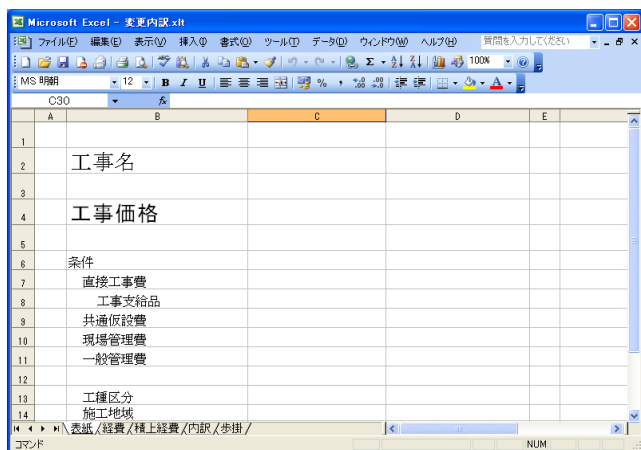 Microsoft Excel - 変更内訳.xlt
ファイル(F) 編集(E) 表示(V) 挿入(I) 書式(O) ツール(T) データ(D) ウィンドウ(W) ヘルプ(H) 質問を入力してください
100%
MS 明朝 12 B I U % ,
C30 fx
A B C D E
1
2 工事名
3
4 工事価格
5
6 条件
7 直接工事費
8 工事支給品
9 共通仮設費
10 現場管理費
11 一般管理費
12
13 工種区分
14 施工地域
表紙 / 経費 / 積上経費 / 内訳 / 歩掛 /
コマンド NUM